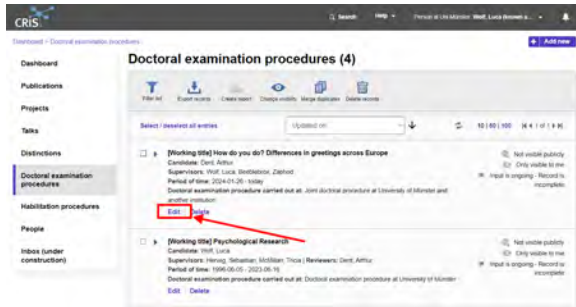 CRIS
Search
Help
Person at Uni Münster: Wolf, Luca (known a...
Dashboard › Doctoral examination procedures
Add new
Dashboard
Publications
Projects
Talks
Distinctions
Doctoral examination
procedures
Habilitation procedures
People
Inbox (under
construction)
Doctoral examination procedures (4)
Filter list
Export records
Create report
Change visibility
Merge duplicates
Delete records
Select / deselect all entries
Updated on
10 | 50 | 100
1 of 1
[Working title] How do you do? Differences in greetings across Europe
Candidate: Dent, Arthur
Supervisors: Wolf, Luca, Beeblebrox, Zaphod
Period of time: 2024-01-26 - today
Doctoral examination procedure carried out at: Joint doctoral procedure at University of Münster and
another institution
Edit Delete
Not visible publicly
Only visible to me
Input is ongoing - Record is
incomplete
[Working title] Psychological Research
Candidate: Wolf, Luca
Supervisors: Herwig, Sebastian, McMillan, Tricia | Reviewers: Dent, Arthur
Period of time: 1996-06-05 - 2023-06-16
Doctoral examination procedure carried out at: Doctoral examination procedure at University of Münster
Edit Delete
Not visible publicly
Only visible to me
Input is ongoing - Record is
incomplete